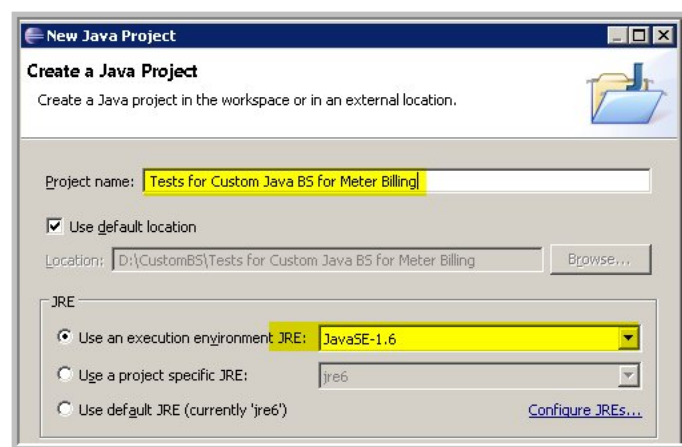 New Java Project
Create a Java Project
Create a Java project in the workspace or in an external location.
Project name: Tests for Custom Java BS for Meter Billing
Use default location
Location: D:\CustomBS\Tests for Custom Java BS for Meter Billing Browse...
JRE
Use an execution environment JRE: JavaSE-1.6
Use a project specific JRE: jre6
Use default JRE (currently 'jre6') Configure JREs...